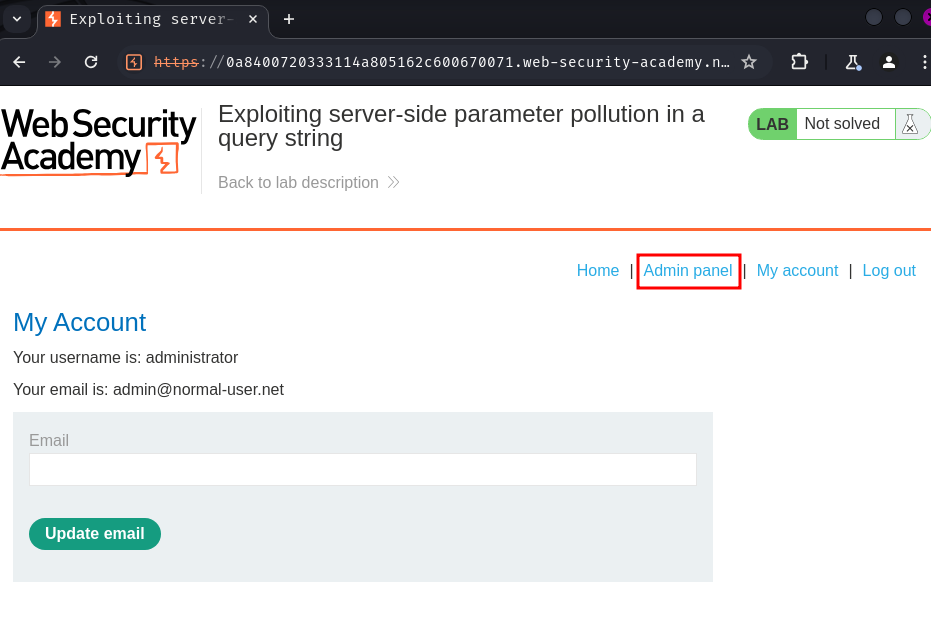 Exploiting server-
https://0a8400720333114a805162c600670071.web-security-academy.n…
Web Security
Academy
Exploiting server-side parameter pollution in a
query string
Back to lab description
LAB Not solved
Home | Admin panel | My account | Log out
My Account
Your username is: administrator
Your email is: admin@normal-user.net
Email
Update email